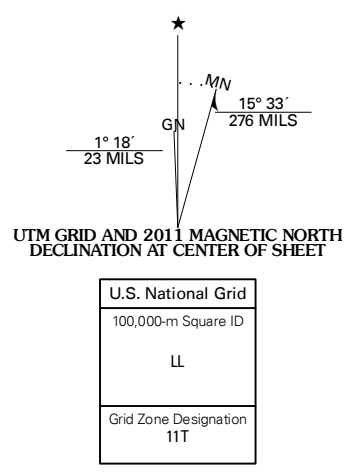 ★
MN
GN
15° 33´
276 MILS
1° 18´
23 MILS
UTM GRID AND 2011 MAGNETIC NORTH
DECLINATION AT CENTER OF SHEET
U.S. National Grid
100,000-m Square ID
LL
Grid Zone Designation
11T